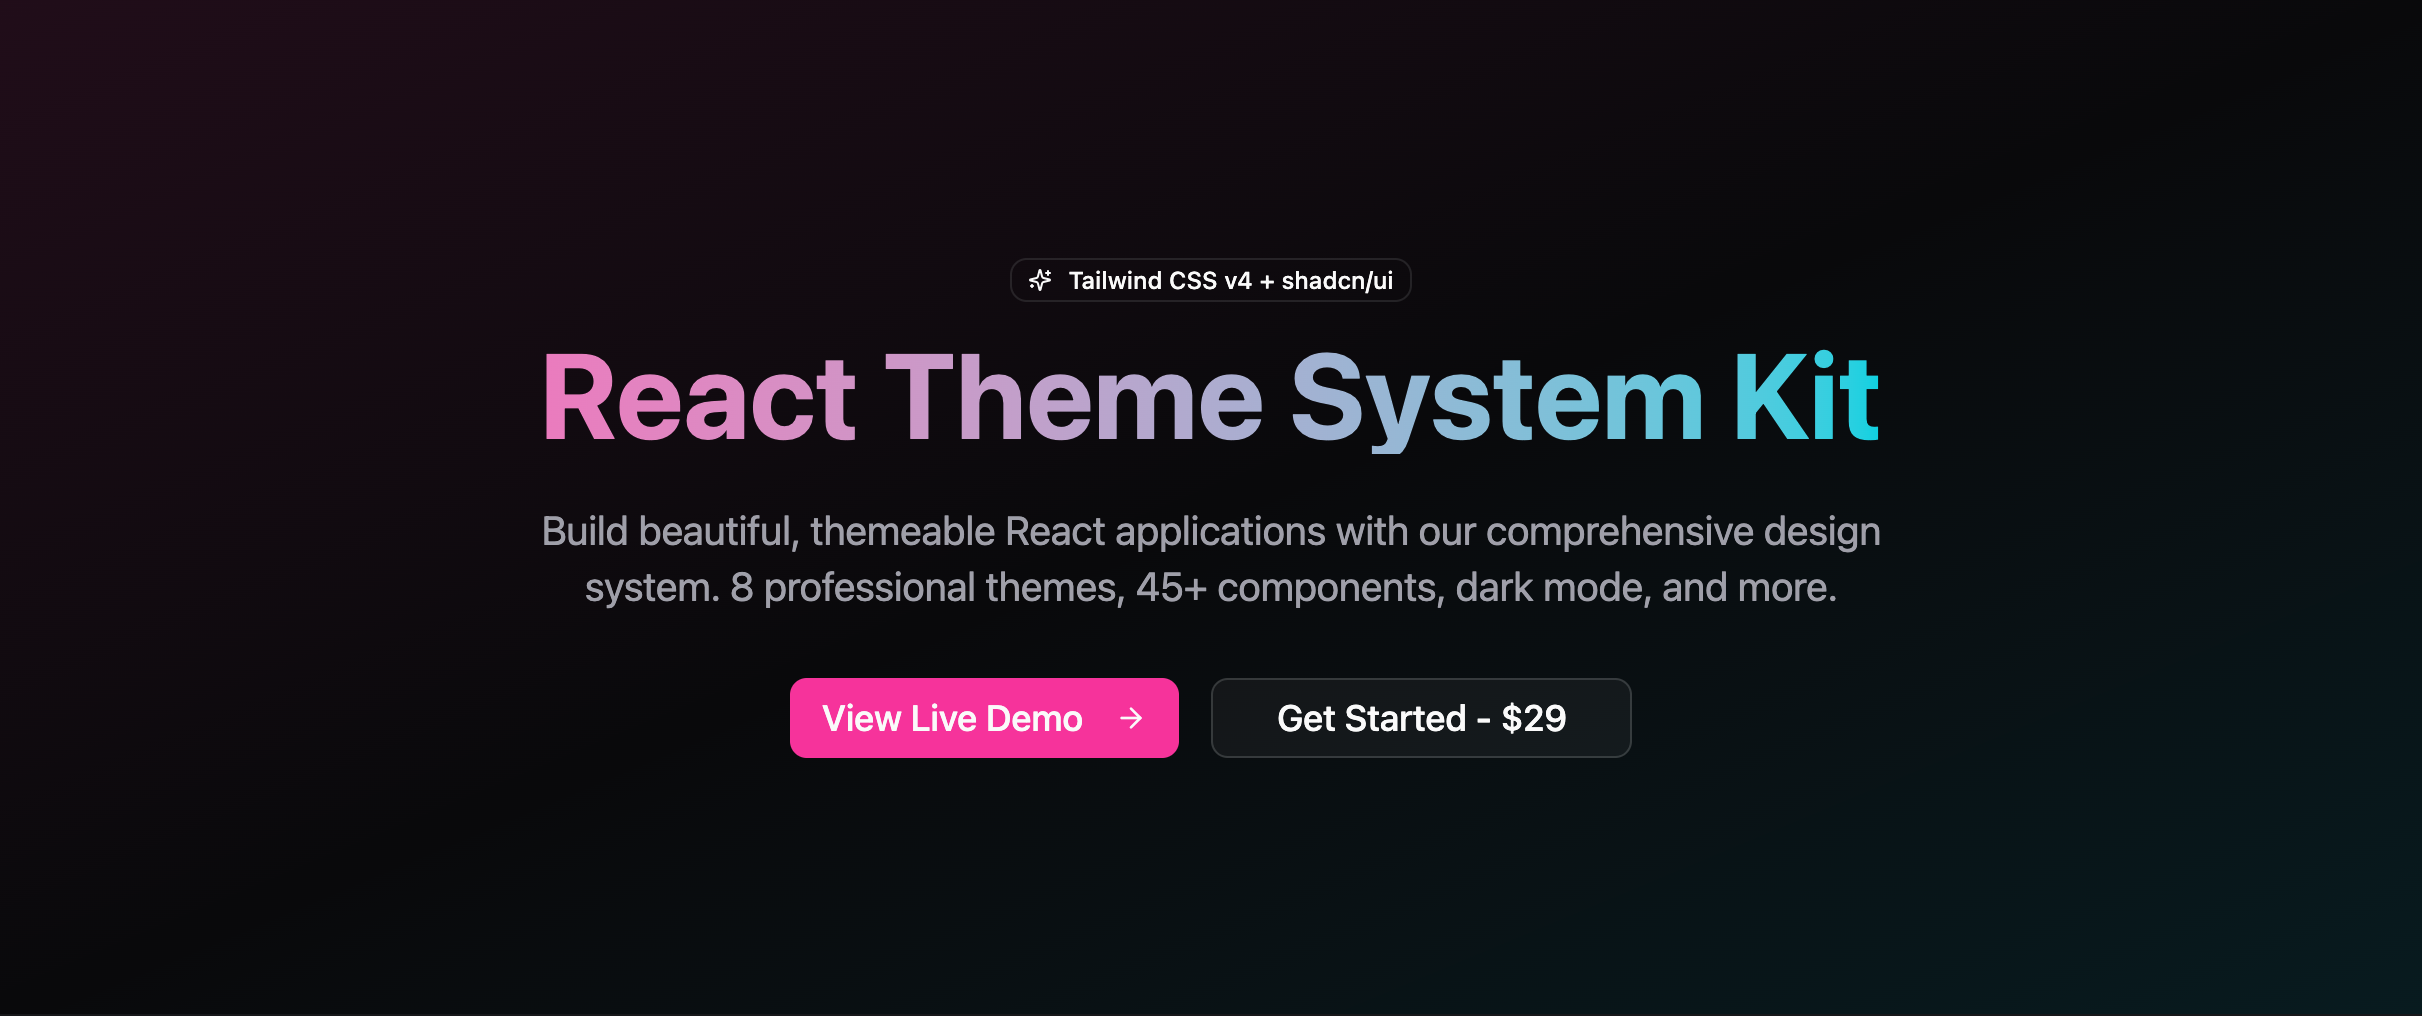 Tailwind CSS v4 + shadcn/ui
React Theme System Kit
Build beautiful, themeable React applications with our comprehensive design
system. 8 professional themes, 45+ components, dark mode, and more.
View Live Demo →
Get Started - $29